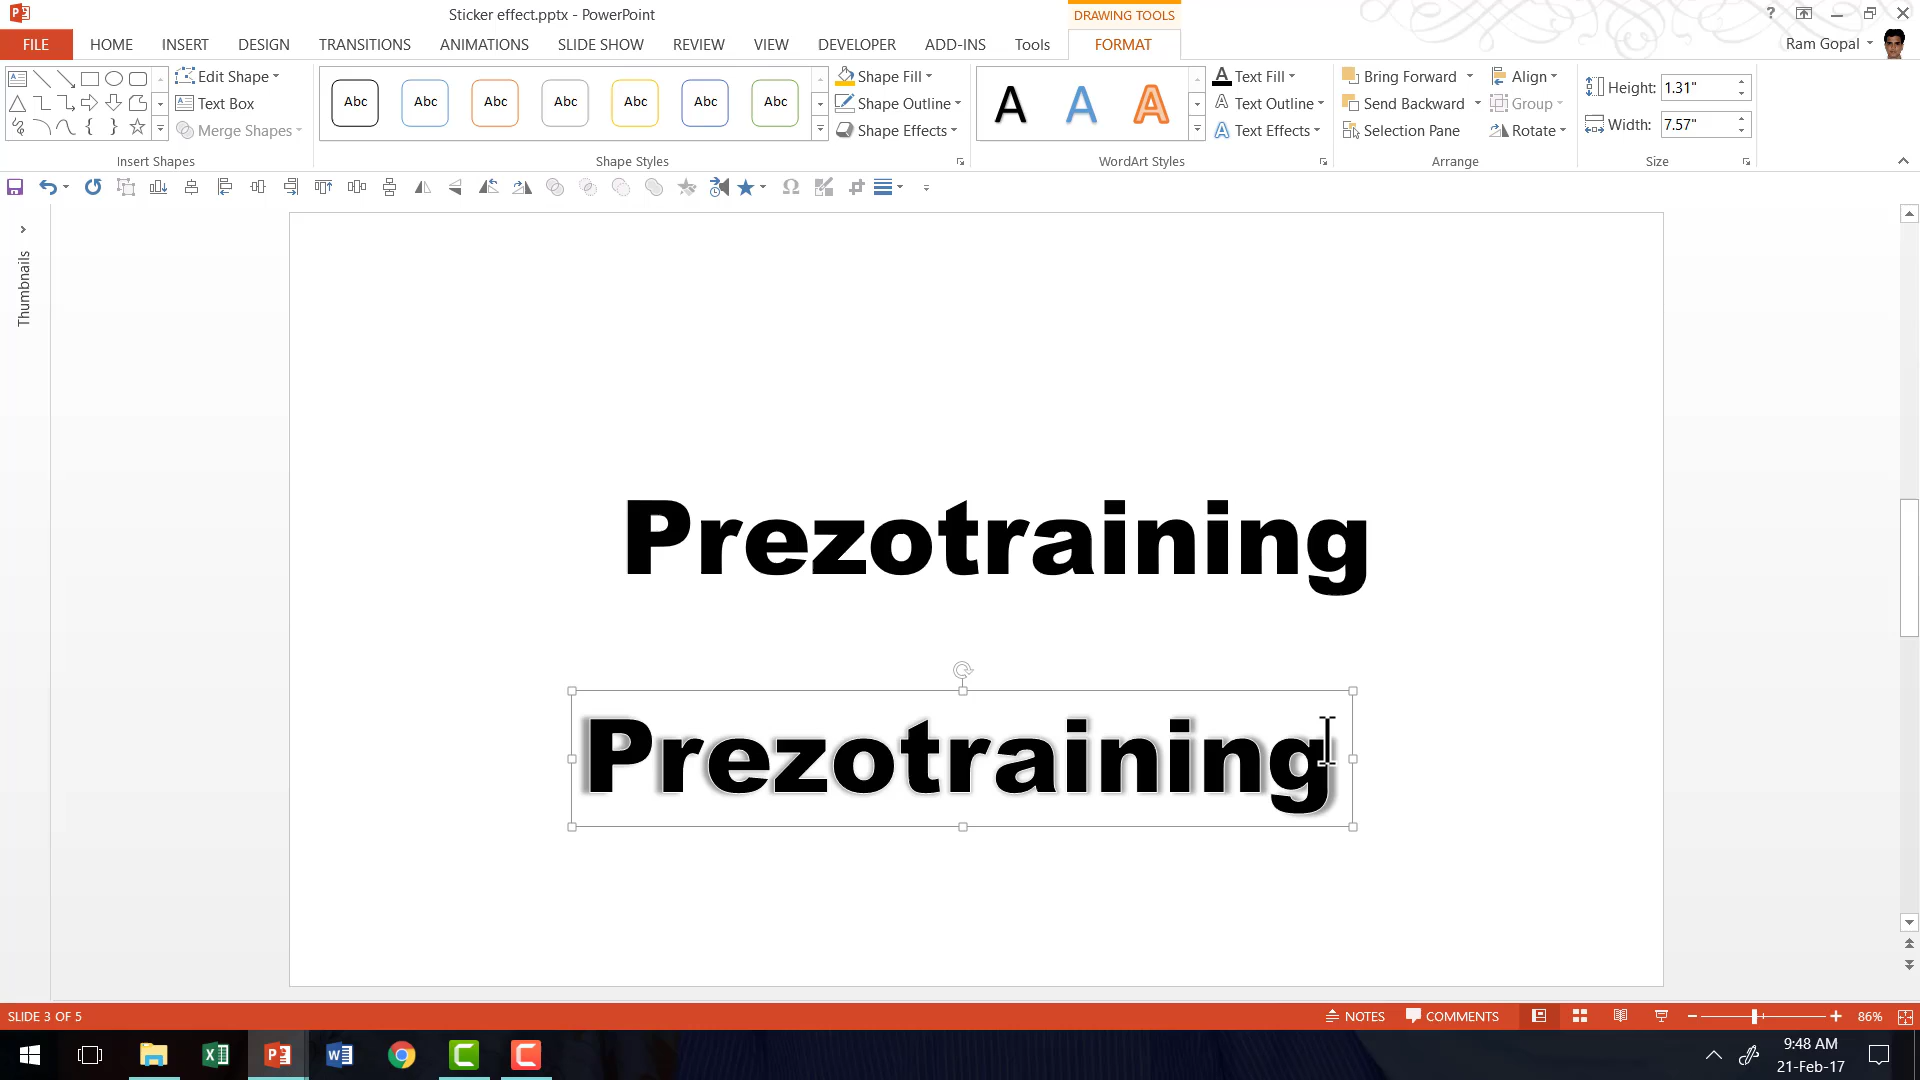 Sticker effect.pptx - PowerPoint
DRAWING TOOLS
?
FILE HOME INSERT DESIGN TRANSITIONS ANIMATIONS SLIDE SHOW REVIEW VIEW DEVELOPER ADD-INS Tools FORMAT
Ram Gopal
Edit Shape
Text Box
Merge Shapes
Insert Shapes
Abc Abc Abc Abc Abc Abc Abc
Shape Fill
Shape Outline
Shape Effects
Shape Styles
A A A
Text Fill
Text Outline
Text Effects
WordArt Styles
Bring Forward
Send Backward
Selection Pane
Align
Group
Rotate
Arrange
Height: 1.31"
Width: 7.57"
Size
Thumbnails
Prezotraining
Prezotraining
SLIDE 3 OF 5
NOTES
COMMENTS
86%
9:48 AM
21-Feb-17